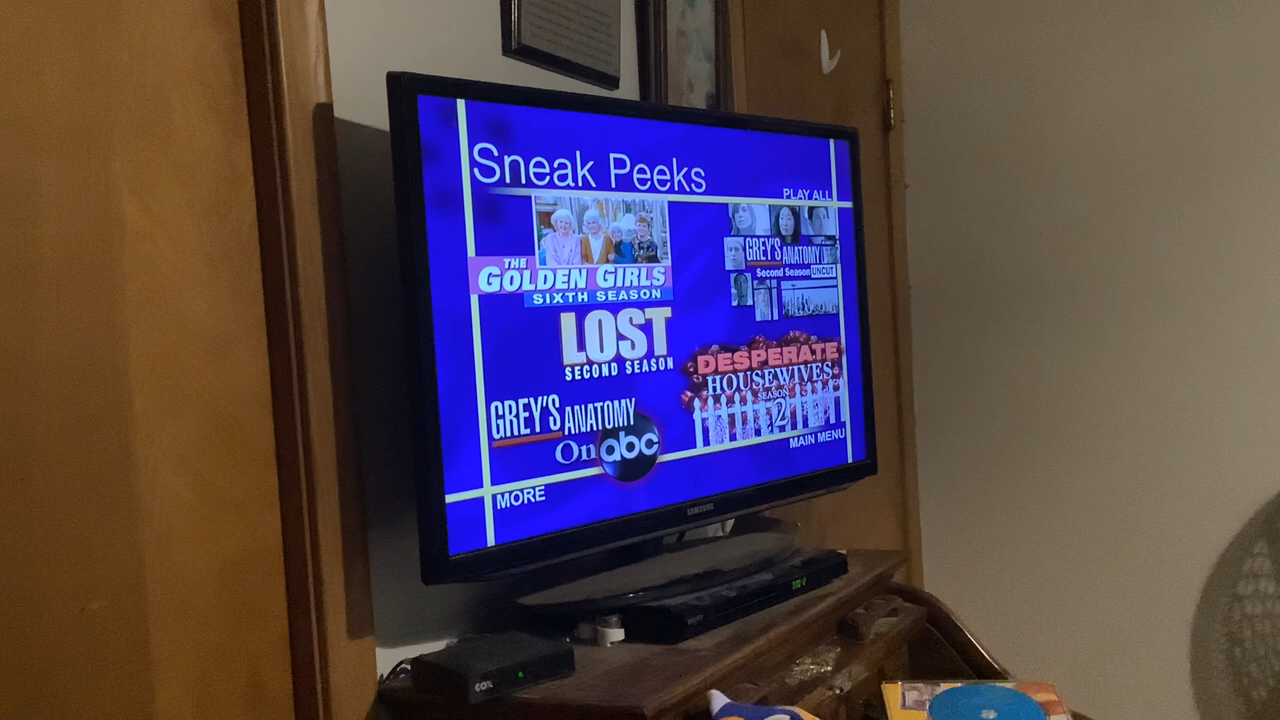 Sneak Peeks
PLAY ALL
THE
GOLDEN GIRLS
SIXTH SEASON
GREY'S ANATOMY
Second Season UNCUT
LOST
SECOND SEASON
DESPERATE
HOUSEWIVES
SEASON
2
GREY'S ANATOMY
On abc
MAIN MENU
MORE
SAMSUNG
COX